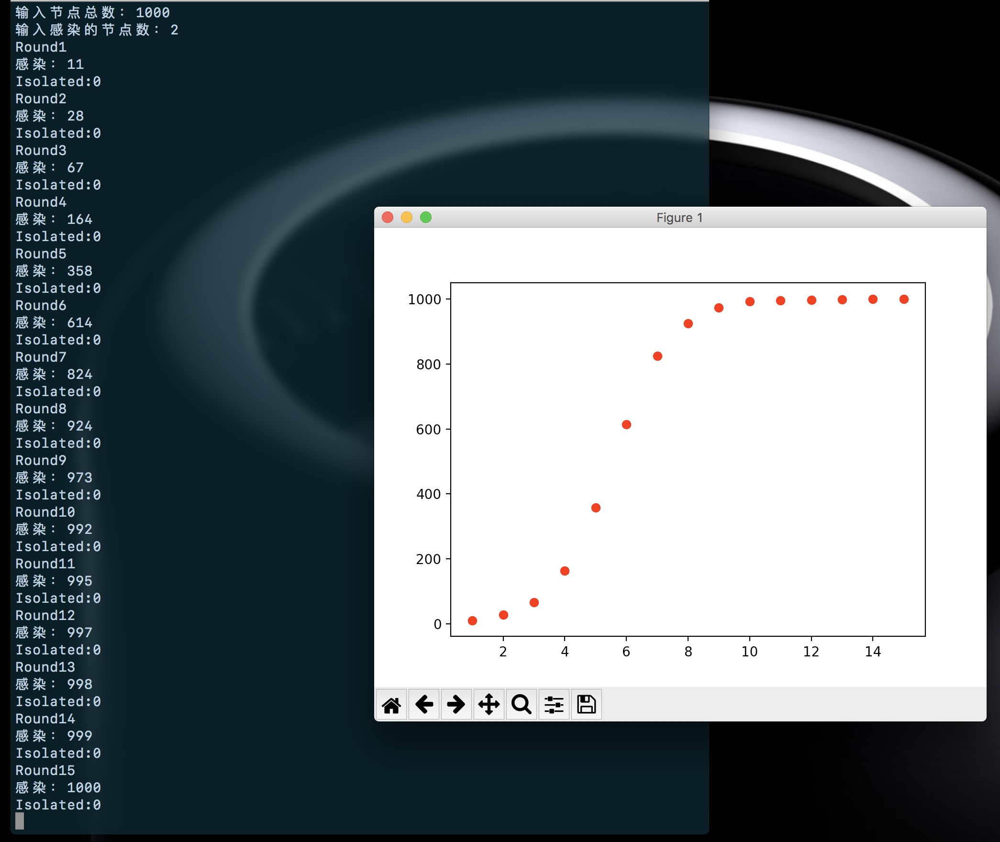 输入节点总数：1000
输入感染的节点数：2
Round1
感染：11
Isolated:0
Round2
感染：28
Isolated:0
Round3
感染：67
Isolated:0
Round4
感染：164
Isolated:0
Round5
感染：358
Isolated:0
Round6
感染：614
Isolated:0
Round7
感染：824
Isolated:0
Round8
感染：924
Isolated:0
Round9
感染：973
Isolated:0
Round10
感染：992
Isolated:0
Round11
感染：995
Isolated:0
Round12
感染：997
Isolated:0
Round13
感染：998
Isolated:0
Round14
感染：999
Isolated:0
Round15
感染：1000
Isolated:0
Figure 1
1000
800
600
400
200
0
2 4 6 8 10 12 14